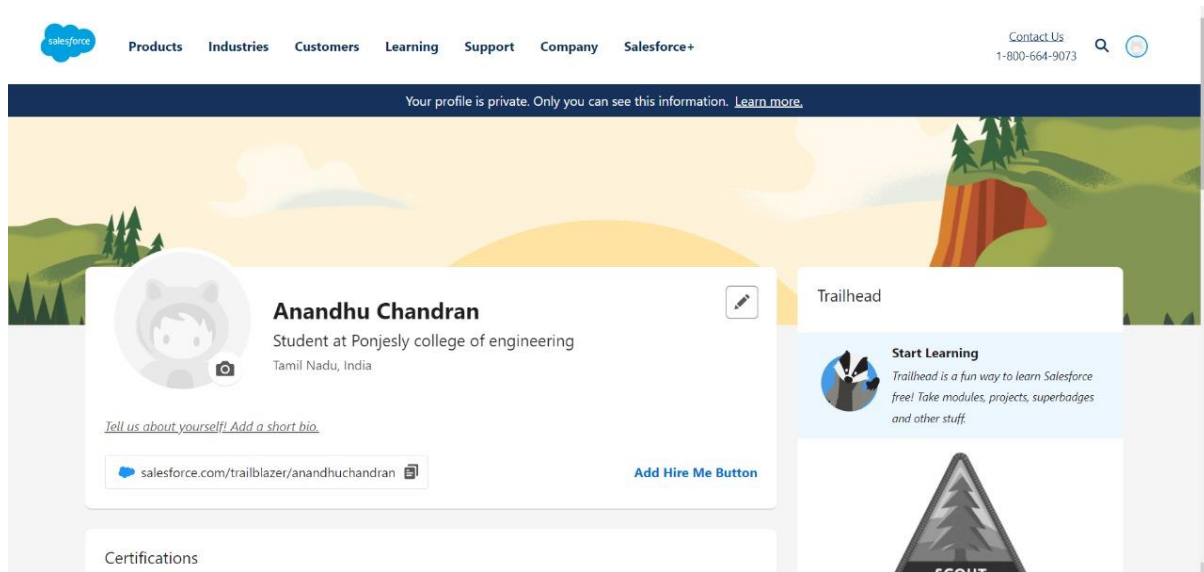 salesforce
Products Industries Customers Learning Support Company Salesforce+
Contact Us
1-800-664-9073
Your profile is private. Only you can see this information. Learn more.
Anandhu Chandran
Student at Ponjesly college of engineering
Tamil Nadu, India
Tell us about yourself! Add a short bio.
salesforce.com/trailblazer/anandhuchandran
Add Hire Me Button
Certifications
Trailhead
Start Learning
Trailhead is a fun way to learn Salesforce
free! Take modules, projects, superbadges
and other stuff.
SCOUT